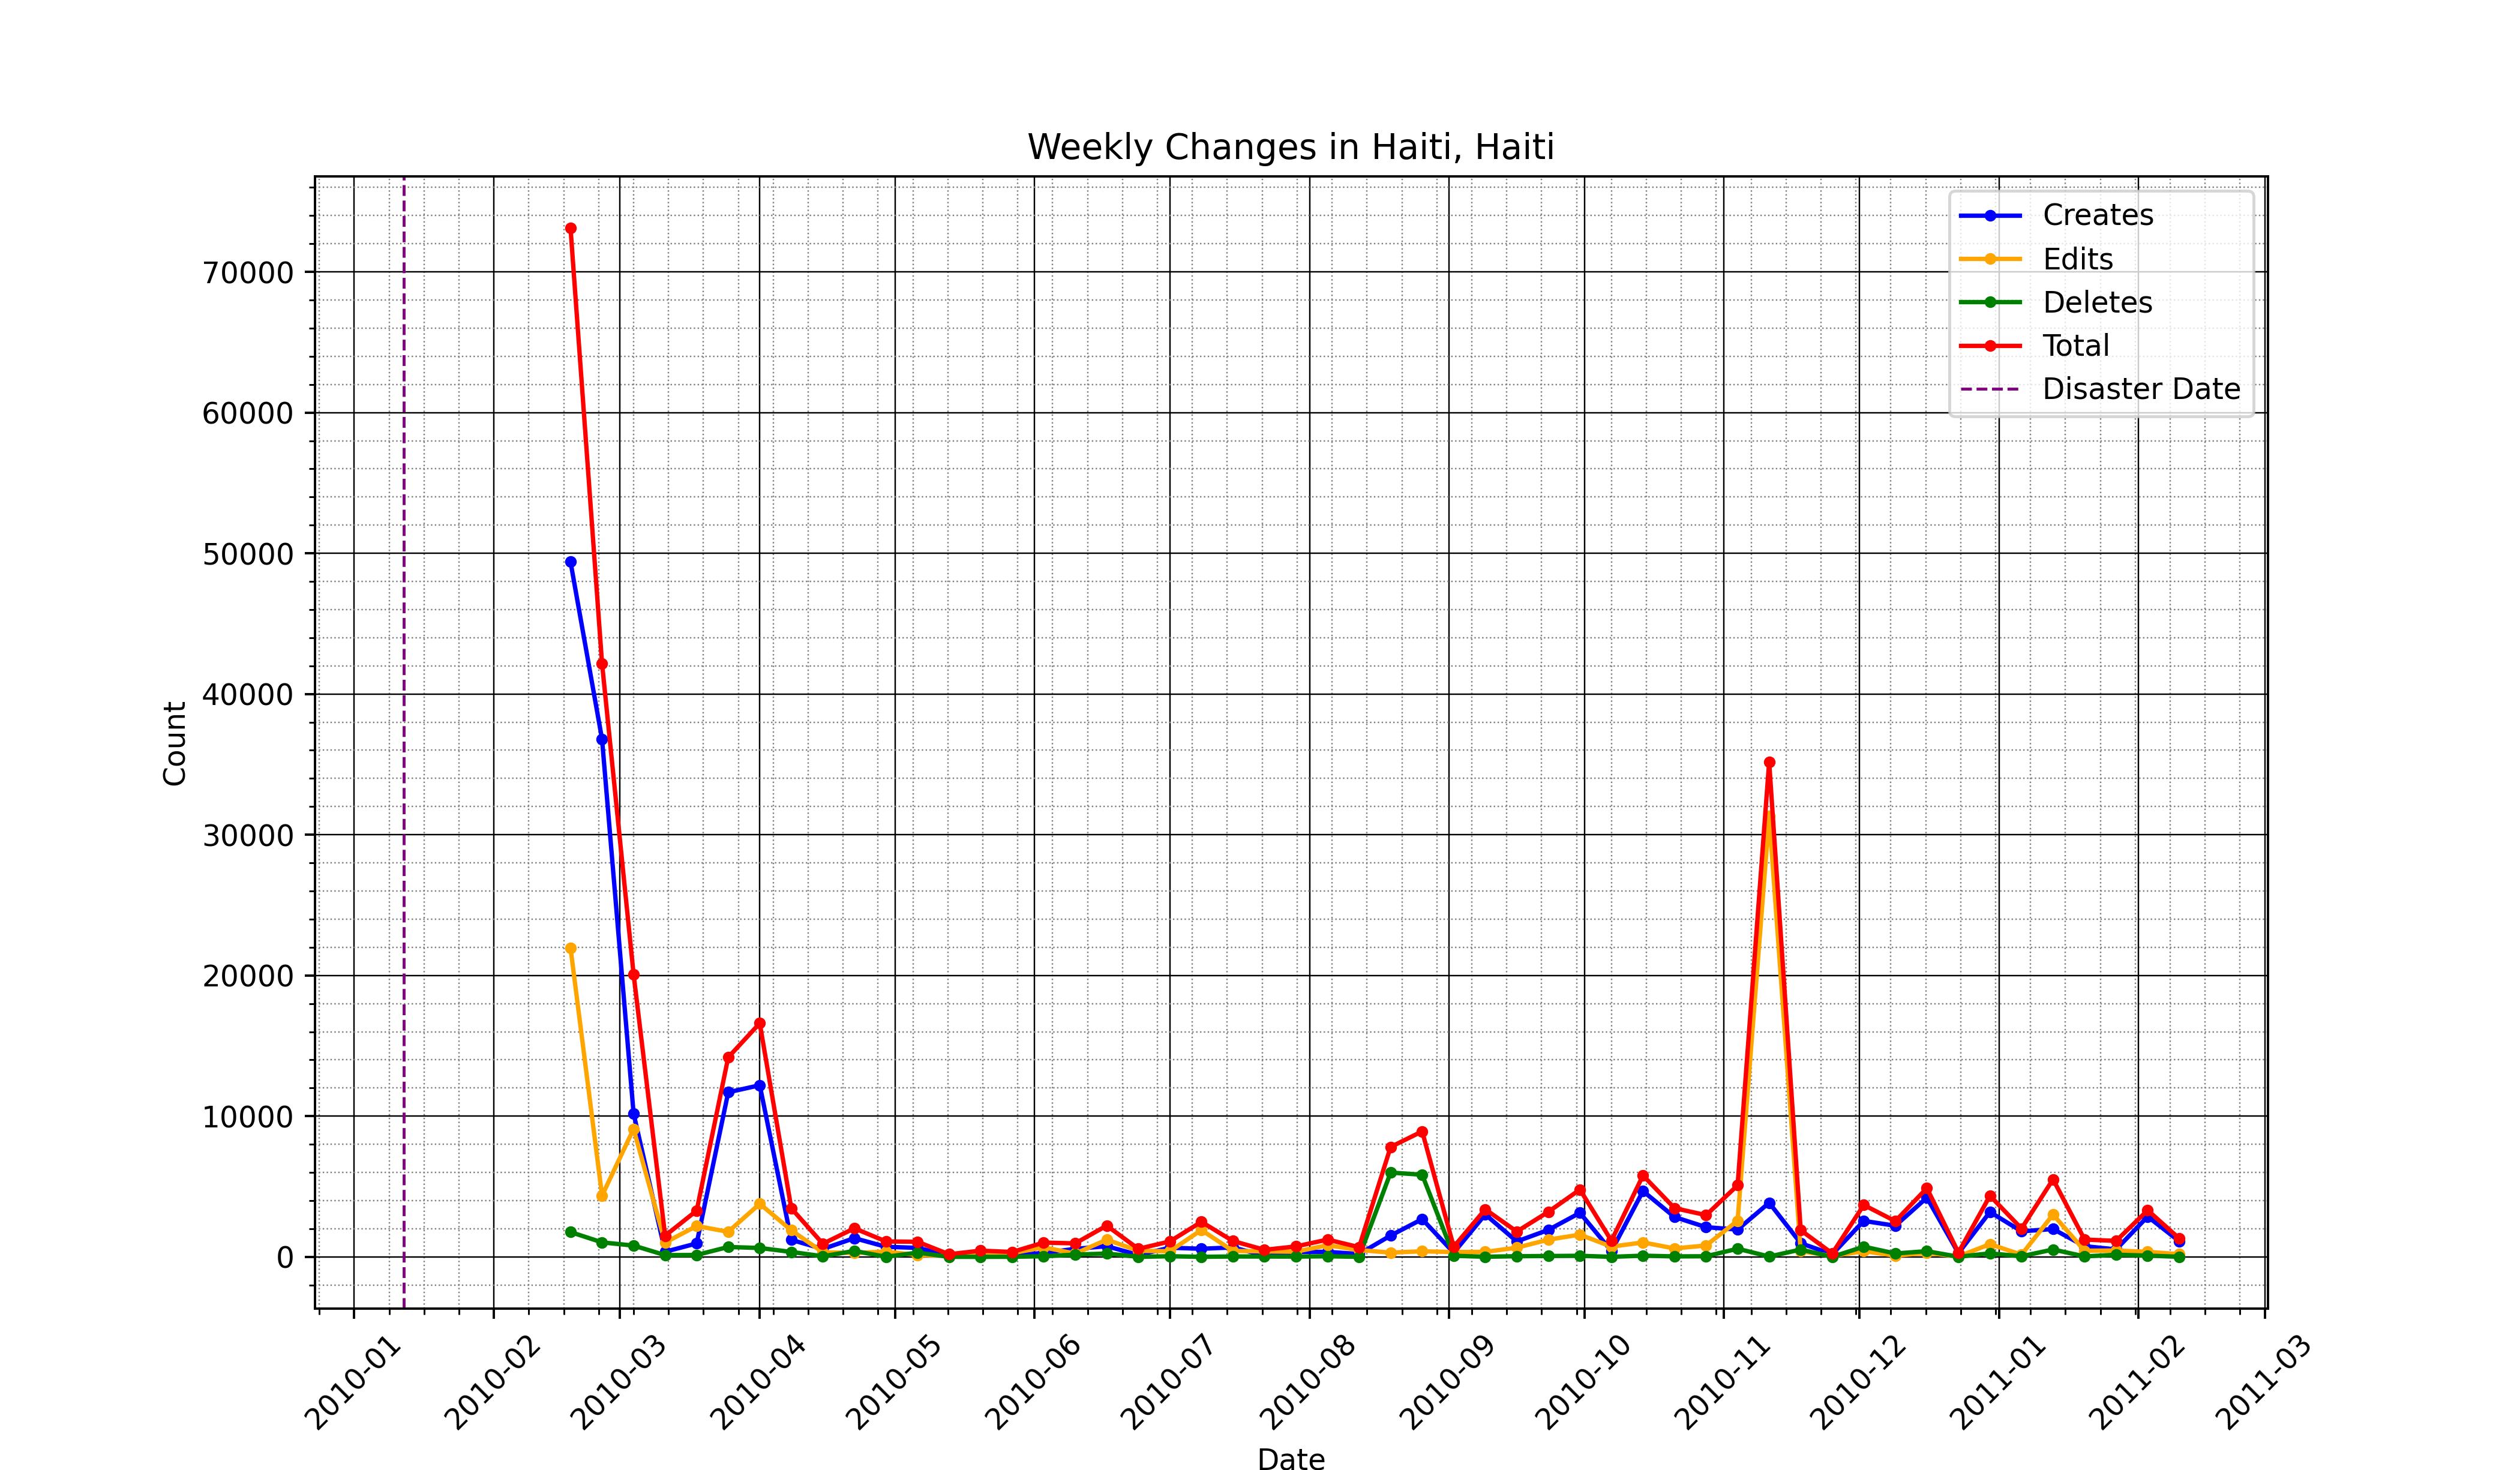 Weekly Changes in Haiti, Haiti
Creates
Edits
Deletes
Total
Disaster Date
Count
70000
60000
50000
40000
30000
20000
10000
0
2010-01
2010-02
2010-03
2010-04
2010-05
2010-06
2010-07
2010-08
2010-09
2010-10
2010-11
2010-12
2011-01
2011-02
2011-03
Date